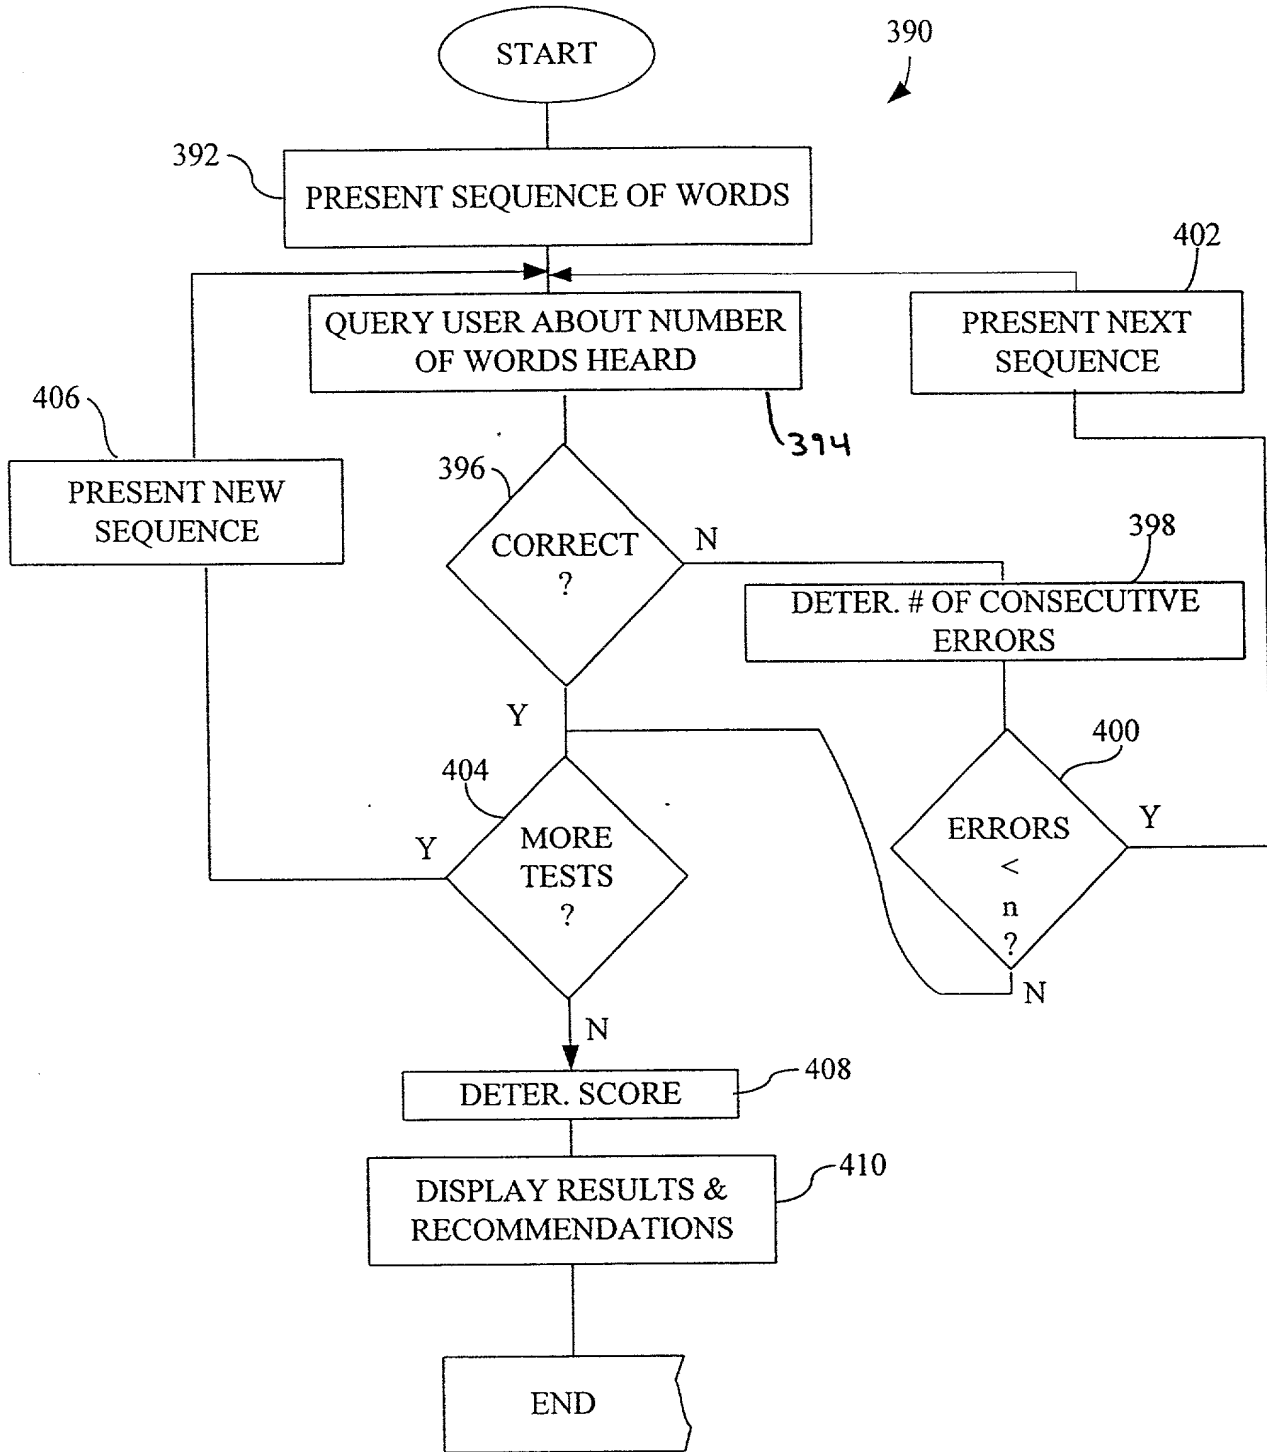 START
390
392
PRESENT SEQUENCE OF WORDS
402
QUERY USER ABOUT NUMBER
OF WORDS HEARD
PRESENT NEXT
SEQUENCE
394
406
PRESENT NEW
SEQUENCE
396
CORRECT
?
N
398
DETER. # OF CONSECUTIVE
ERRORS
Y
400
404
MORE
TESTS
?
Y
ERRORS
<
n
?
Y
N
N
DETER. SCORE
408
DISPLAY RESULTS &
RECOMMENDATIONS
410
END